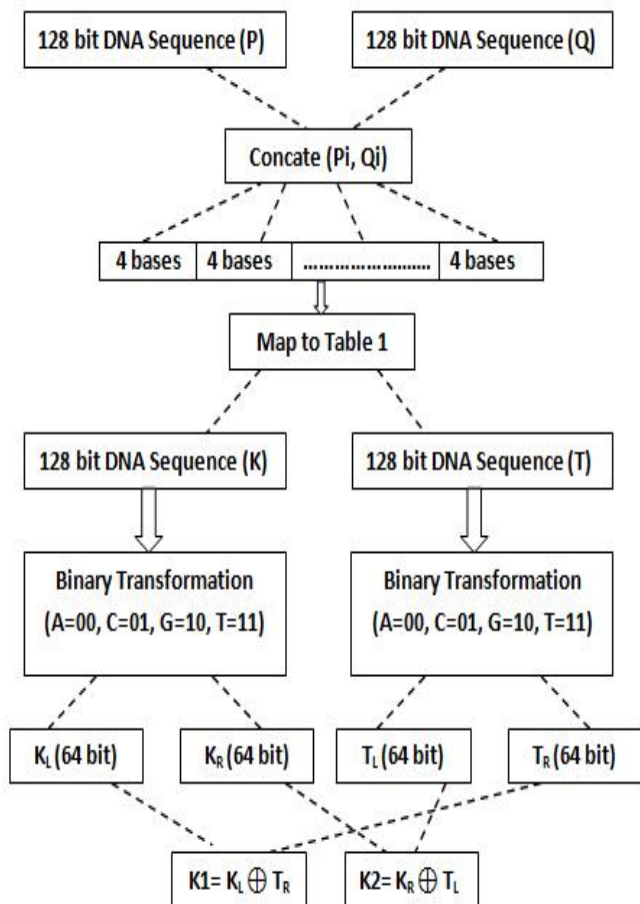 128 bit DNA Sequence (P)
128 bit DNA Sequence (Q)
Concate (Pi, Qi)
4 bases
4 bases
........................
4 bases
Map to Table 1
128 bit DNA Sequence (K)
128 bit DNA Sequence (T)
Binary Transformation
(A=00, C=01, G=10, T=11)
Binary Transformation
(A=00, C=01, G=10, T=11)
K_L (64 bit)
K_R (64 bit)
T_L (64 bit)
T_R (64 bit)
K1= K_L ⊕ T_R
K2= K_R ⊕ T_L